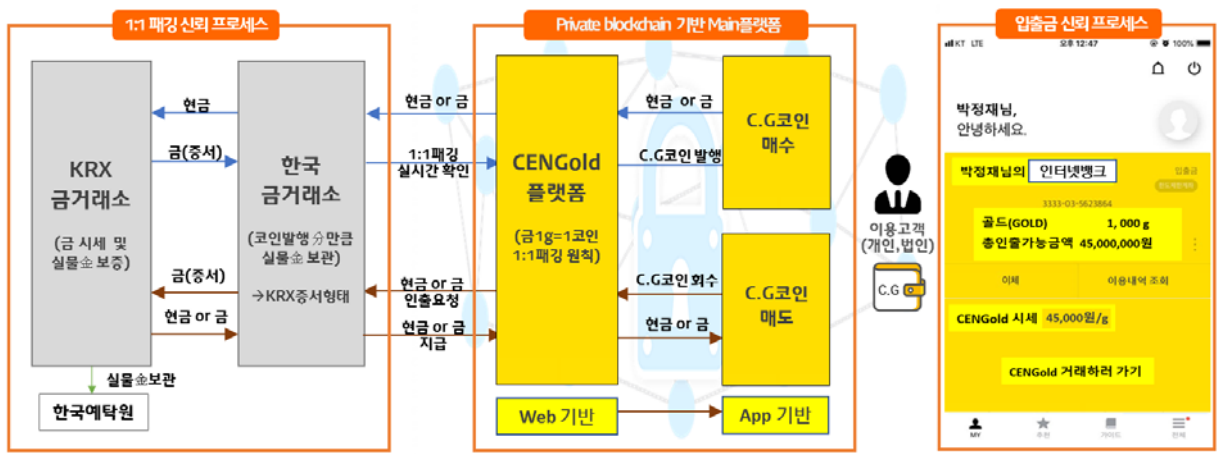 1:1 패깅 신뢰 프로세스
KRX
금거래소
(금 시세 및
실물金 보증)
현금
금(증서)
금(증서)
현금 or 금
실물金보관
한국예탁원
한국
금거래소
(코인발행 分만큼
실물金 보관)
→KRX증서형태
현금 or 금
1:1패깅
실시간 확인
현금 or 금
인출요청
현금 or 금
지급
Private blockchain 기반 Main플랫폼
CENGold
플랫폼
(금1g=1코인
1:1패깅 원칙)
현금 or 금
C.G코인 발행
C.G코인 회수
현금 or 금
C.G코인
매수
C.G코인
매도
Web 기반
App 기반
이용고객
(개인,법인)
C.G
입출금 신뢰 프로세스
KT LTE
오후 12:47
100%
박정재님,
안녕하세요.
박정재님의
인터넷뱅크
입출금
3333-03-5623864
골드(GOLD) 1,000 g
총인출가능금액 45,000,000원
이체
이용내역 조회
CENGold 시세
45,000원/g
CENGold 거래하러 가기
MY
추천
가이드
전체